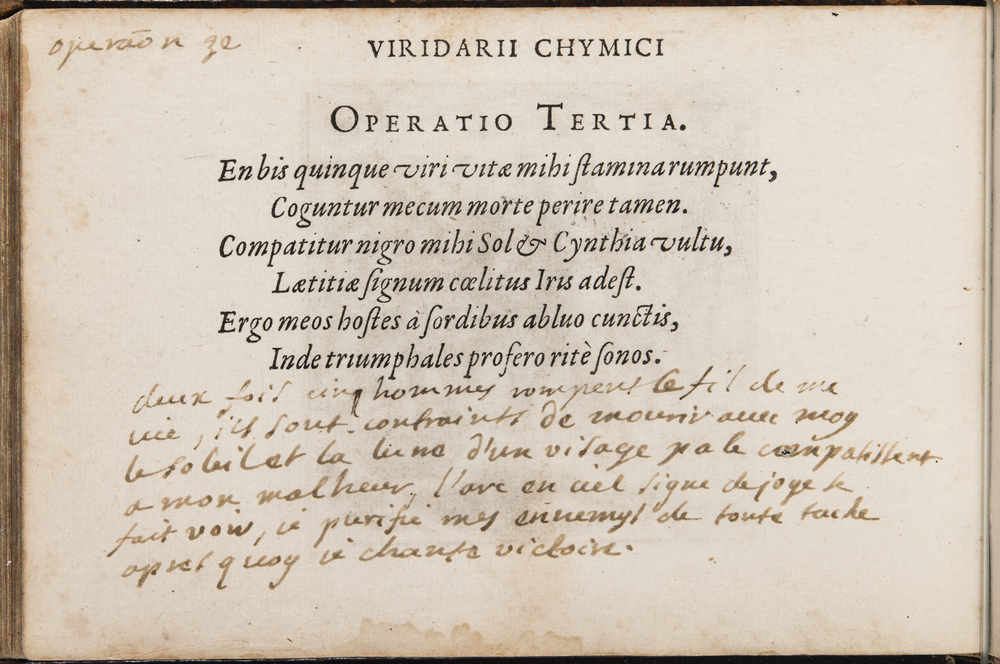 operaõn 3e
VIRIDARII CHYMICI
OPERATIO TERTIA.
En bis quinque viri vitæ mihi ſtamina rumpunt,
Coguntur mecum morte perire tamen.
Compatitur nigro mihi Sol & Cynthia vultu,
Lætitiæ ſignum cœlitus Iris adeſt.
Ergo meos hoſtes à ſordibus abluo cunctis,
Inde triumphales profero ritè ſonos.
deux fois cinq hommes rompent le fil de ma
vie, ils sont contraints de mourir avec moy
le soleil et la lune d'un visage pale compatissent
a mon malheur, l'arc en ciel signe de joye se
fait voir, ie purifie mes ennemys de toute tache
apres quoy ie chante victoire.